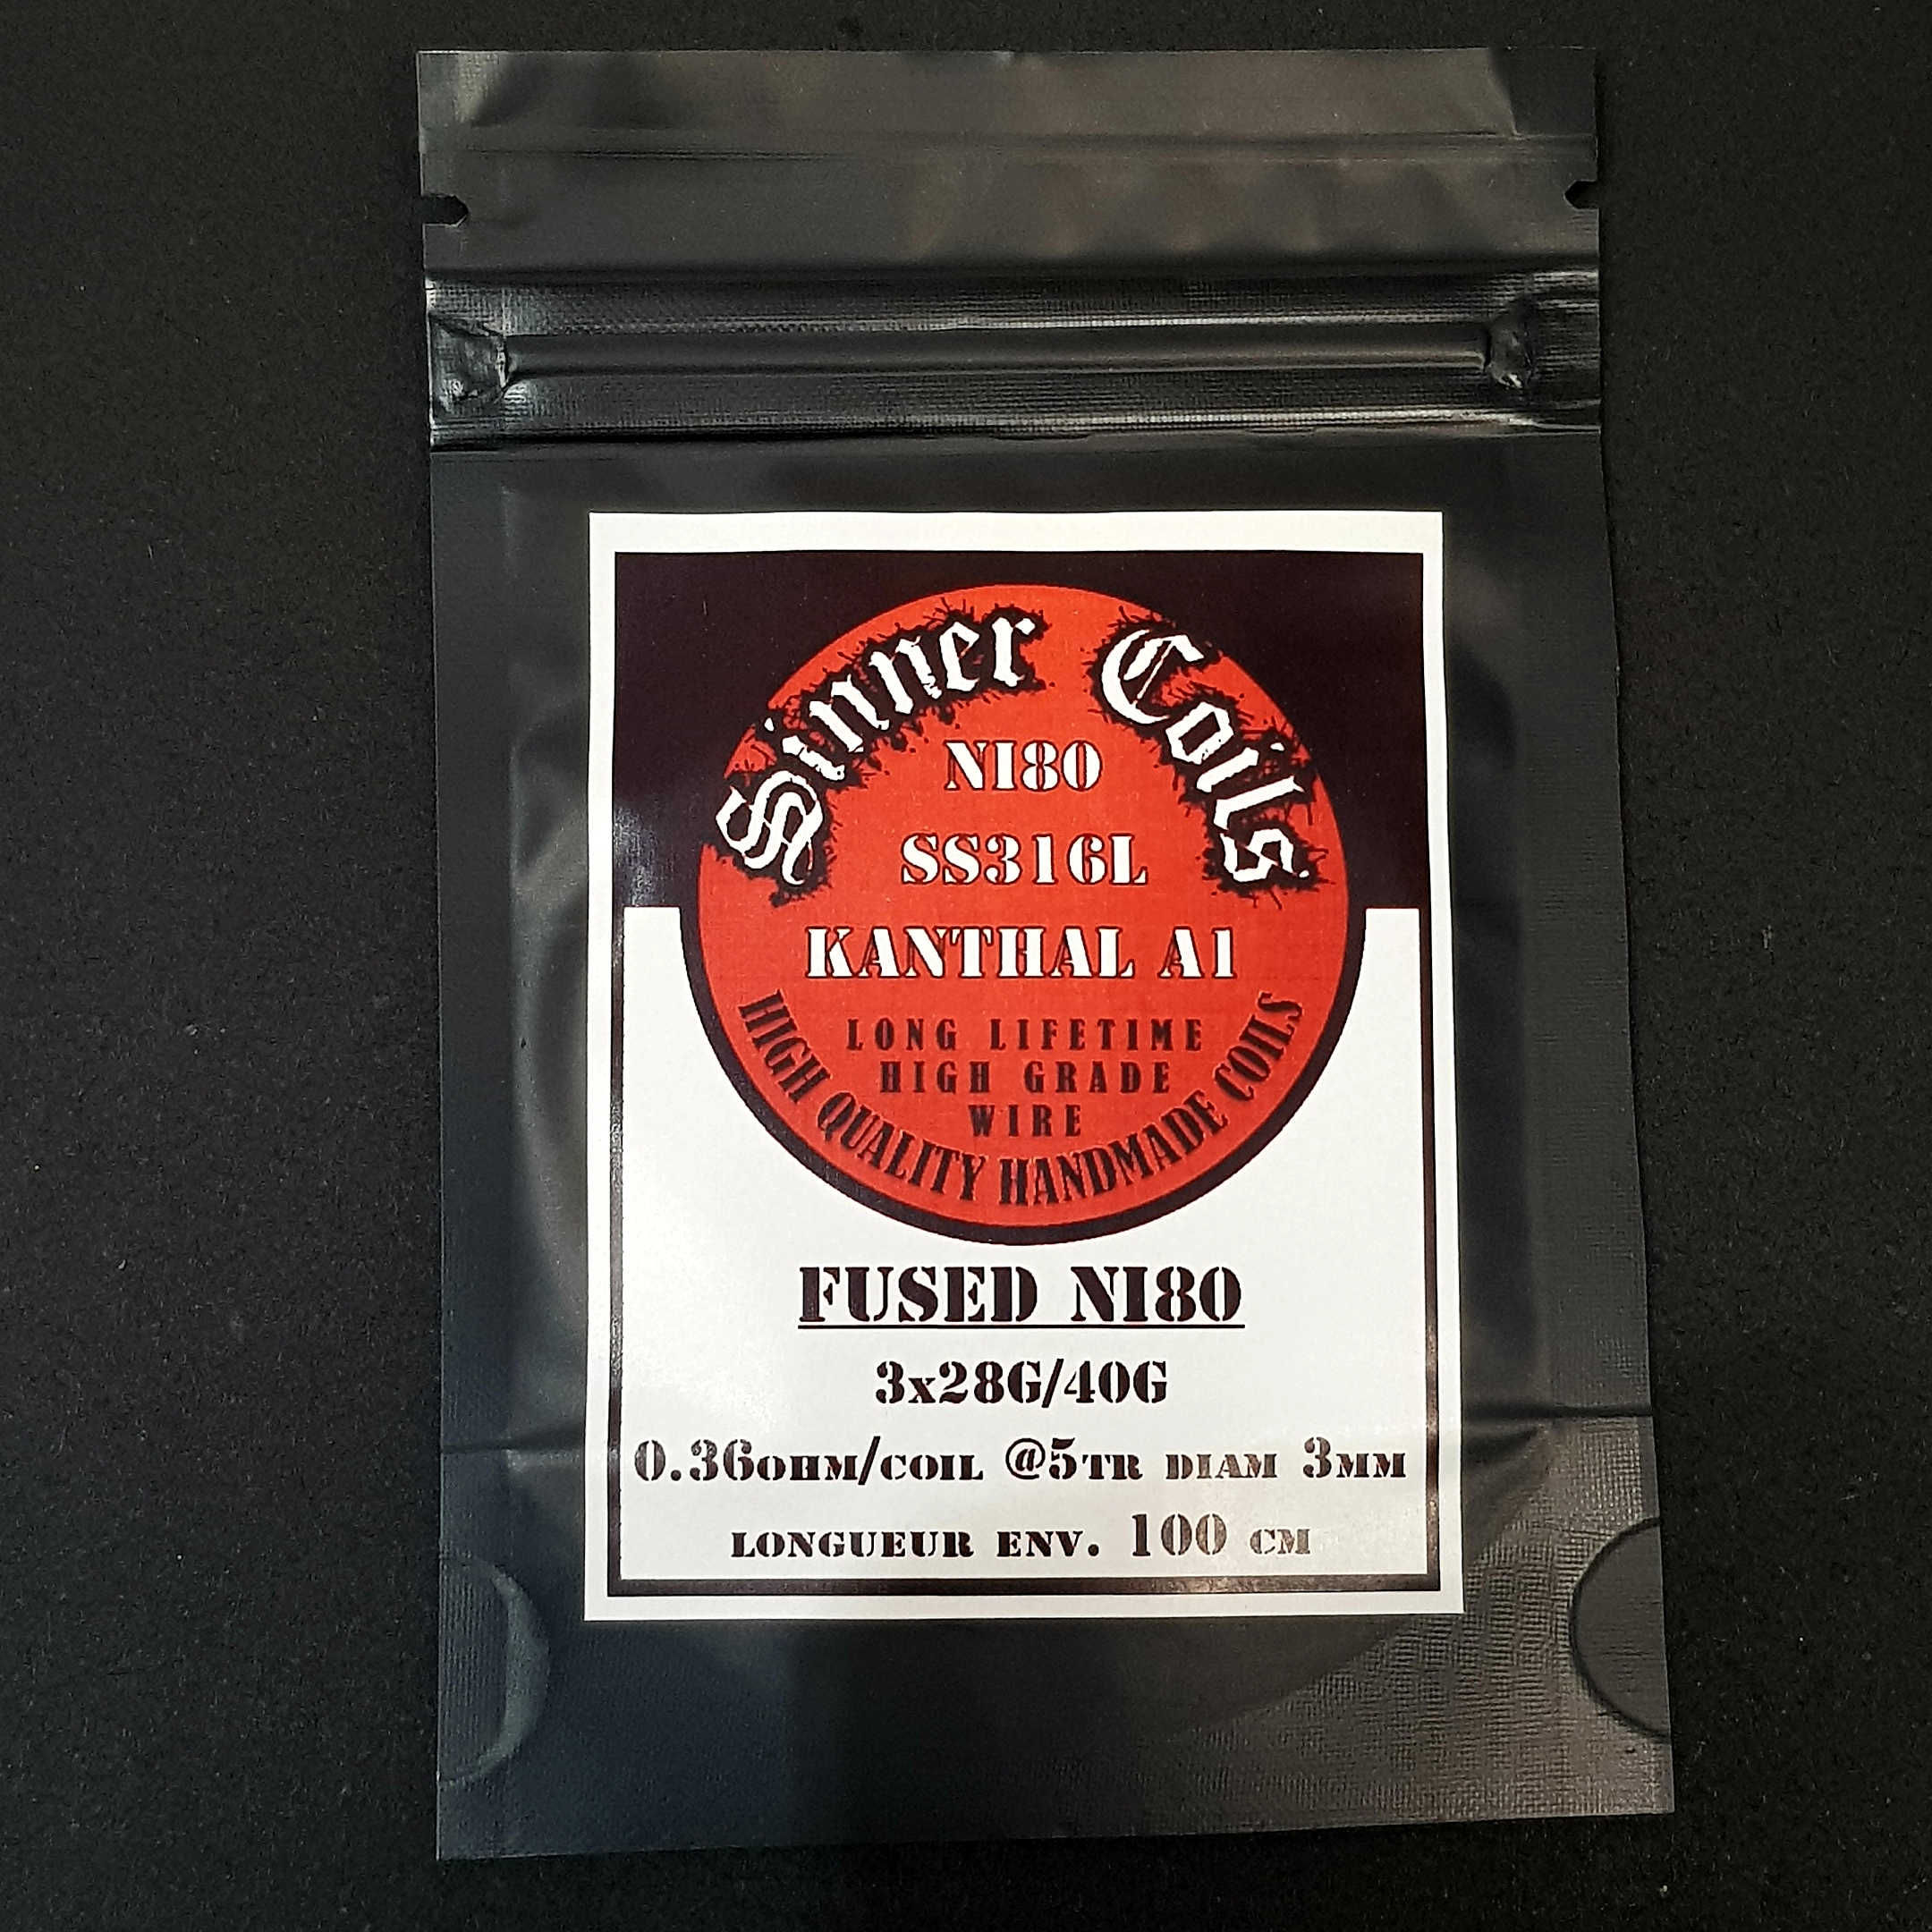 Sinner Coils
NI80
SS316L
KANTHAL A1
LONG LIFETIME
HIGH GRADE
WIRE
HIGH QUALITY HANDMADE COILS
FUSED NI80
3x28G/40G
0.36OHM/COIL @5TR DIAM 3MM
LONGUEUR ENV. 100 CM